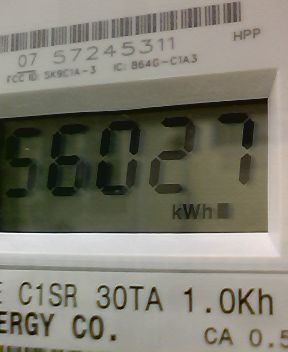 07 57245311
HPP
FCC ID: SK9C1A-3 IC: 864G-C1A3
56027
kWh
C1SR 30TA 1.0Kh
ERGY CO.
CA 0.5